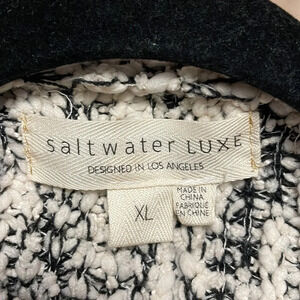 saltwater LUXE
DESIGNED IN LOS ANGELES
XL
MADE IN
CHINA
FABRIQUÉ
EN CHINE